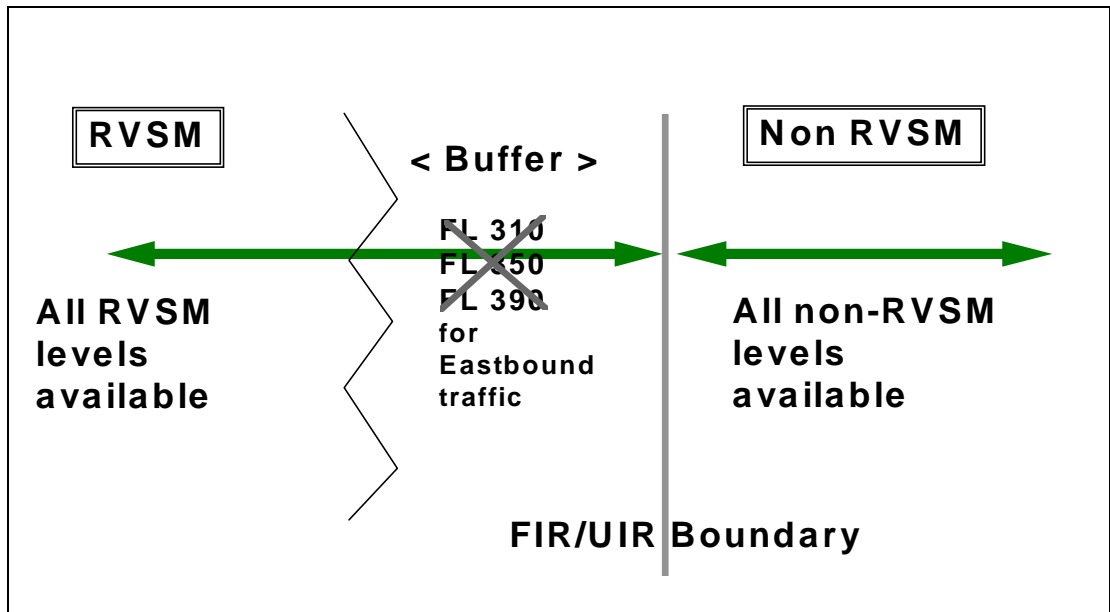 RVSM
< Buffer >
Non RVSM
FL 310
FL 350
FL 390
for
Eastbound
traffic
All RVSM
levels
available
All non-RVSM
levels
available
FIR/UIR Boundary